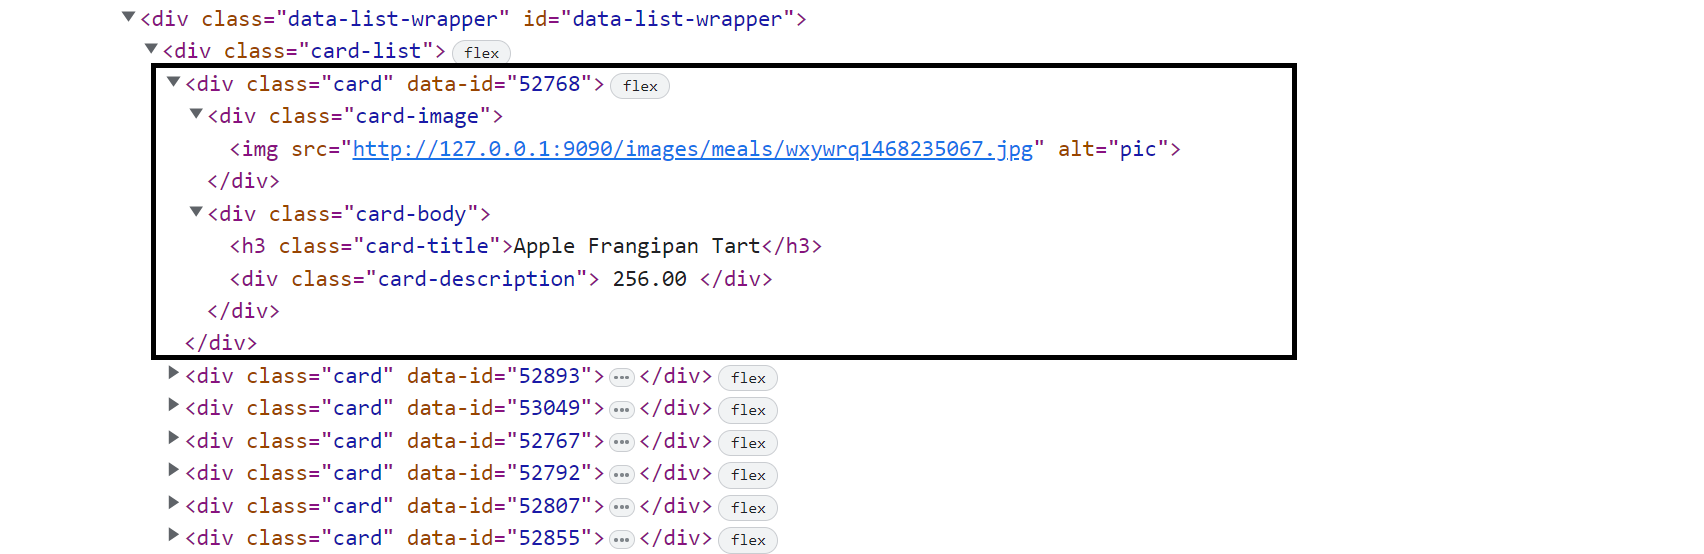 ▼<div class="data-list-wrapper" id="data-list-wrapper">
▼<div class="card-list"> flex
▼<div class="card" data-id="52768"> flex
▼<div class="card-image">
<img src="http://127.0.0.1:9090/images/meals/wxywrq1468235067.jpg" alt="pic">
</div>
▼<div class="card-body">
<h3 class="card-title">Apple Frangipan Tart</h3>
<div class="card-description"> 256.00 </div>
</div>
</div>
▶<div class="card" data-id="52893">…</div> flex
▶<div class="card" data-id="53049">…</div> flex
▶<div class="card" data-id="52767">…</div> flex
▶<div class="card" data-id="52792">…</div> flex
▶<div class="card" data-id="52807">…</div> flex
▶<div class="card" data-id="52855">…</div> flex